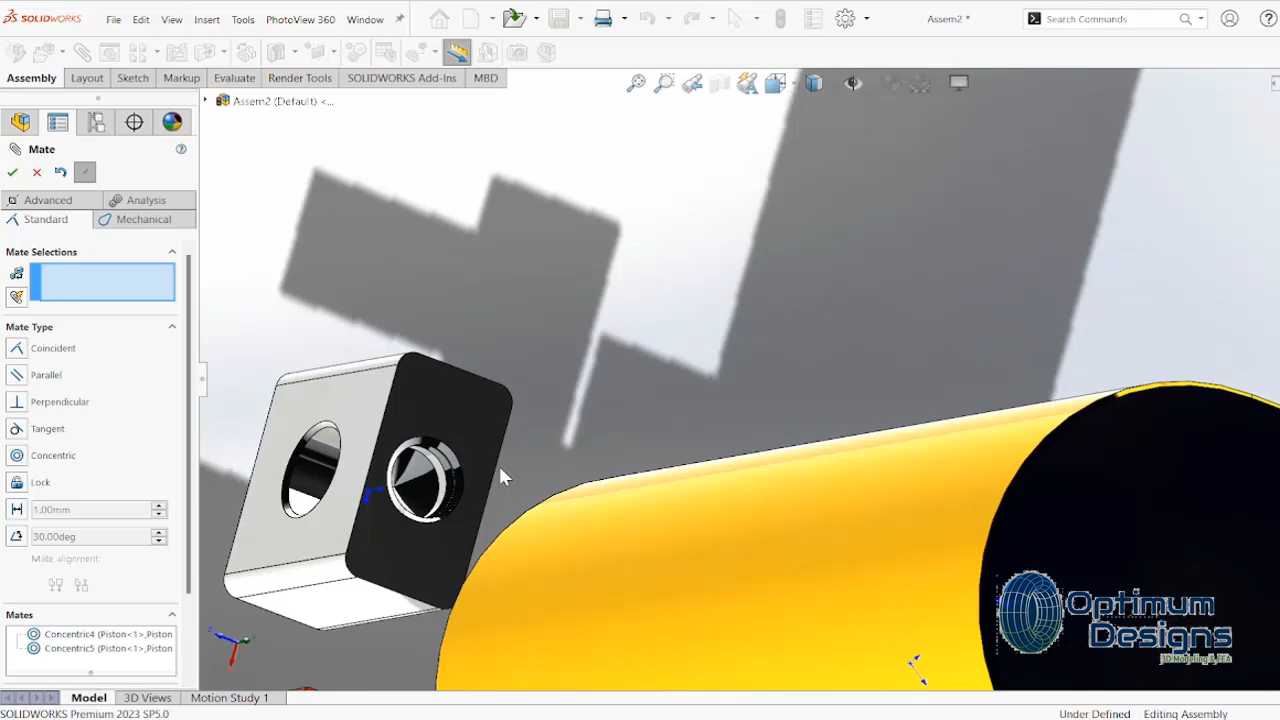 SOLIDWORKS File Edit View Insert Tools PhotoView 360 Window Assem2 * Search Commands
Assembly Layout Sketch Markup Evaluate Render Tools SOLIDWORKS Add-Ins MBD
Assem2 (Default) <...
Mate
Advanced Analysis
Standard Mechanical
Mate Selections
Mate Type
Coincident
Parallel
Perpendicular
Tangent
Concentric
Lock
1.00mm
30.00deg
Mate alignment:
Mates
Concentric4 (Piston<1>,Piston
Concentric5 (Piston<1>,Piston
Optimum
Designs
3D Modeling & FEA
Model 3D Views Motion Study 1
SOLIDWORKS Premium 2023 SP5.0 Under Defined Editing Assembly